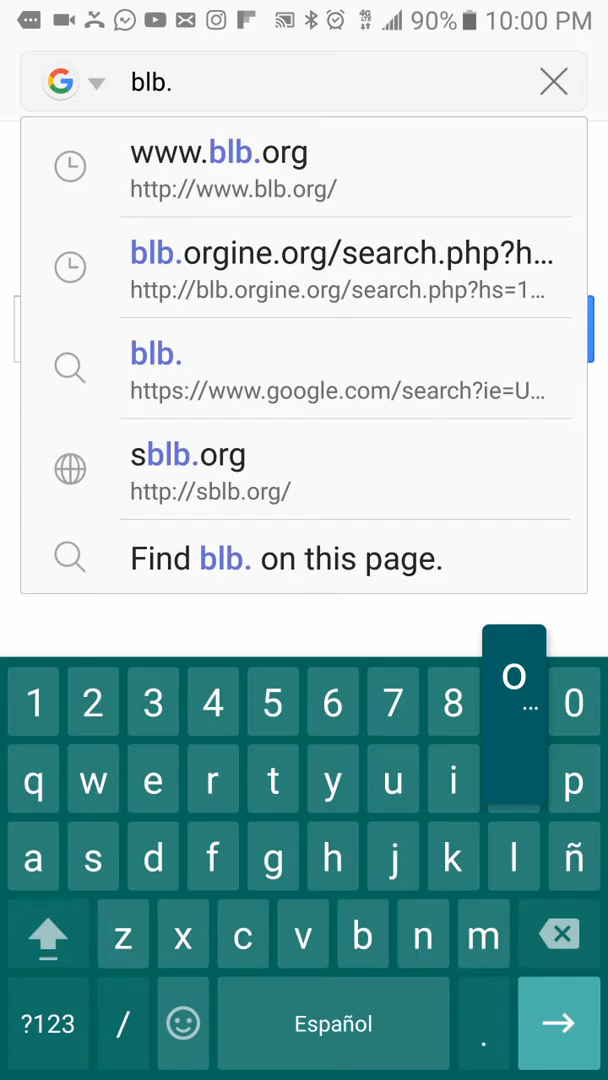 90% 10:00 PM
blb.
www.blb.org
http://www.blb.org/
blb.orgine.org/search.php?h...
http://blb.orgine.org/search.php?hs=1...
blb.
https://www.google.com/search?ie=U...
sblb.org
http://sblb.org/
Find blb. on this page.
o
...
1 2 3 4 5 6 7 8 0
q w e r t y u i p
a s d f g h j k l ñ
z x c v b n m
?123 / Español .